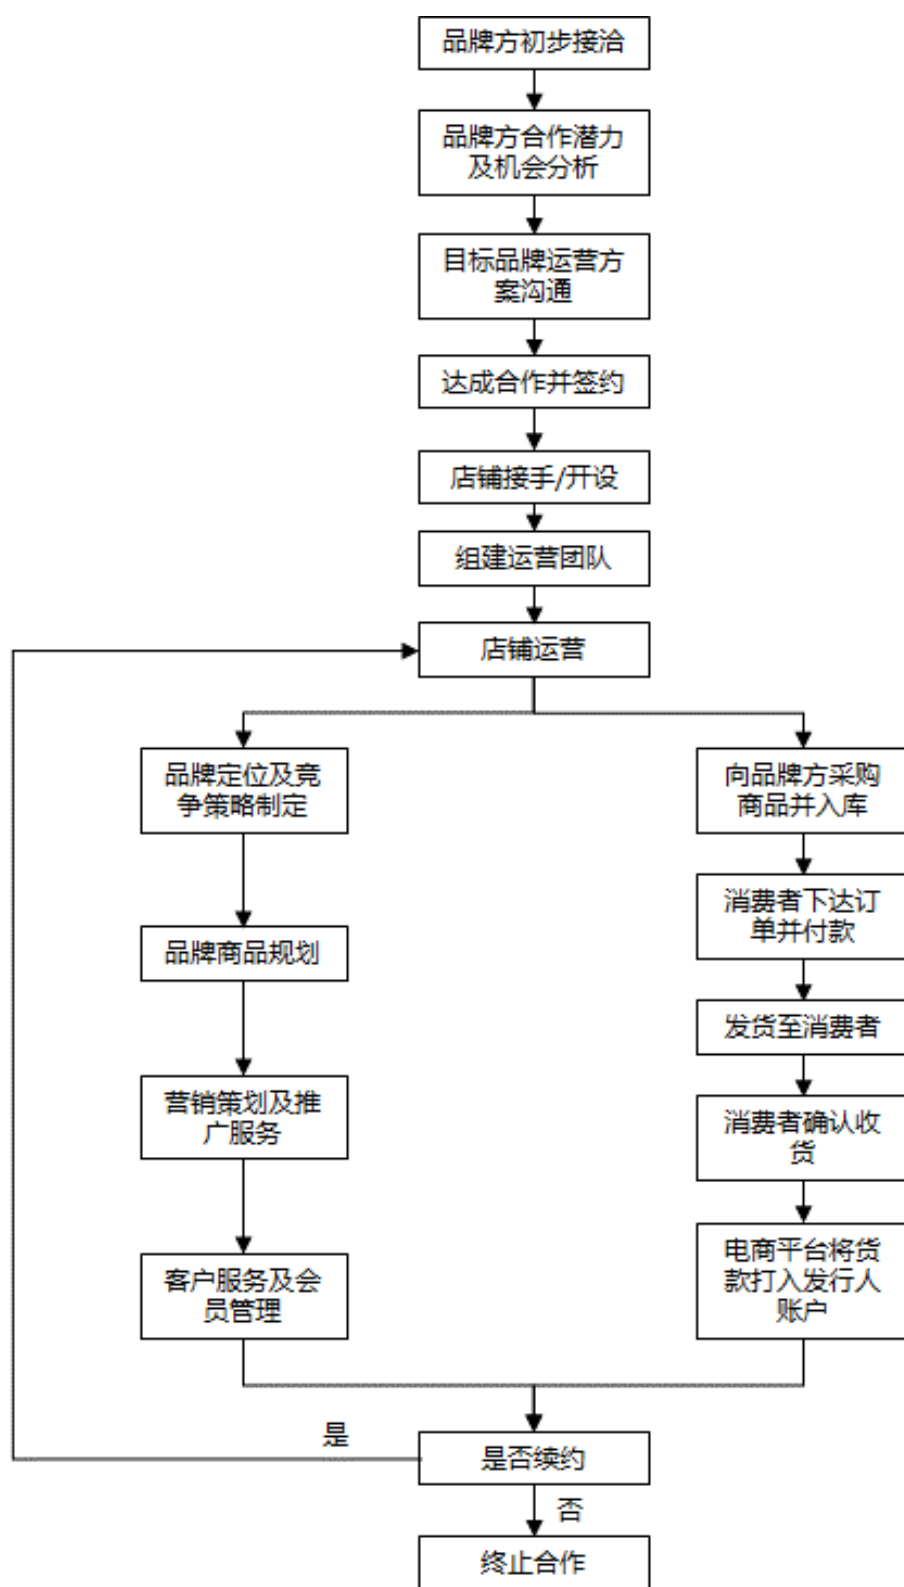 品牌方初步接洽
品牌方合作潜力
及机会分析
目标品牌运营方
案沟通
达成合作并签约
店铺接手/开设
组建运营团队
店铺运营
品牌定位及竞
争策略制定
品牌商品规划
营销策划及推
广服务
客户服务及会
员管理
向品牌方采购
商品并入库
消费者下达订
单并付款
发货至消费者
消费者确认收
货
电商平台将货
款打入发行人
账户
是
是否续约
否
终止合作